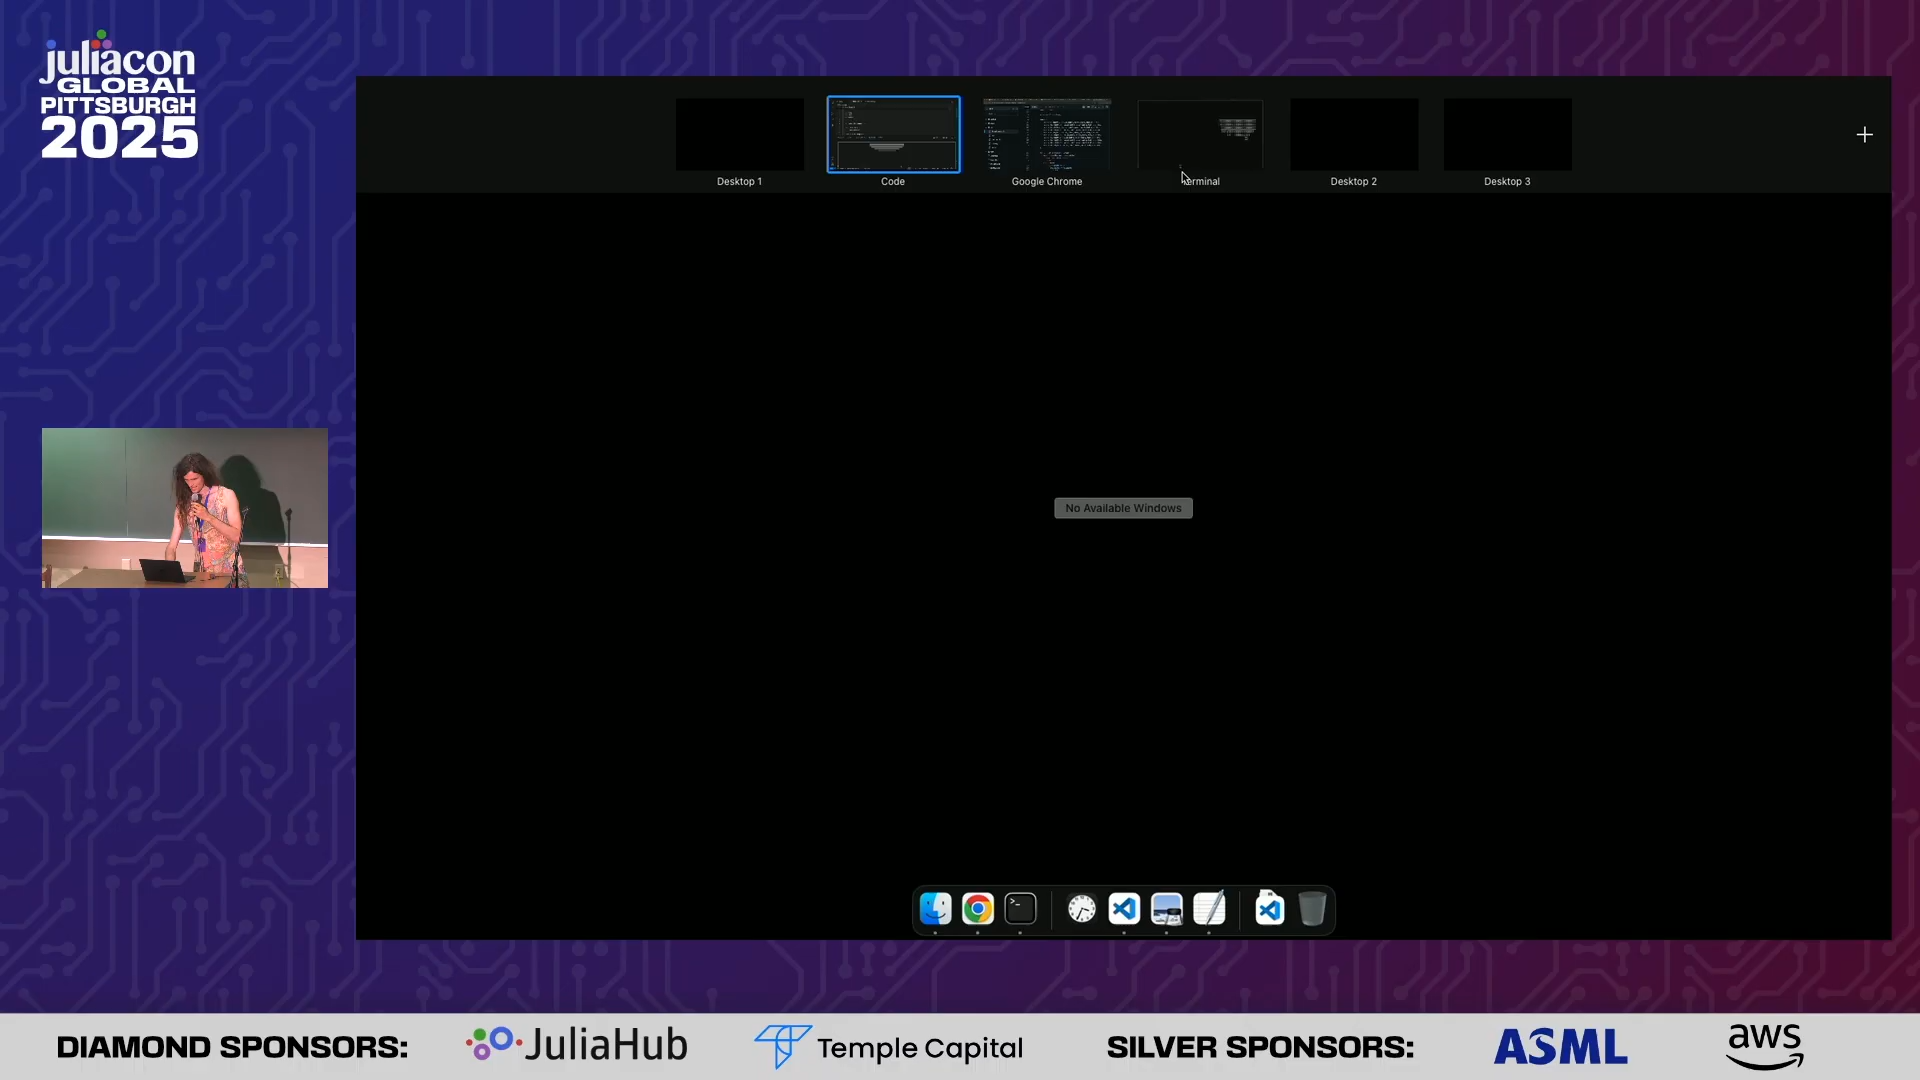 juliacon
GLOBAL
PITTSBURGH
2025
Desktop 1
Code
Google Chrome
Terminal
Desktop 2
Desktop 3
No Available Windows
DIAMOND SPONSORS:
JuliaHub
Temple Capital
SILVER SPONSORS:
ASML
aws